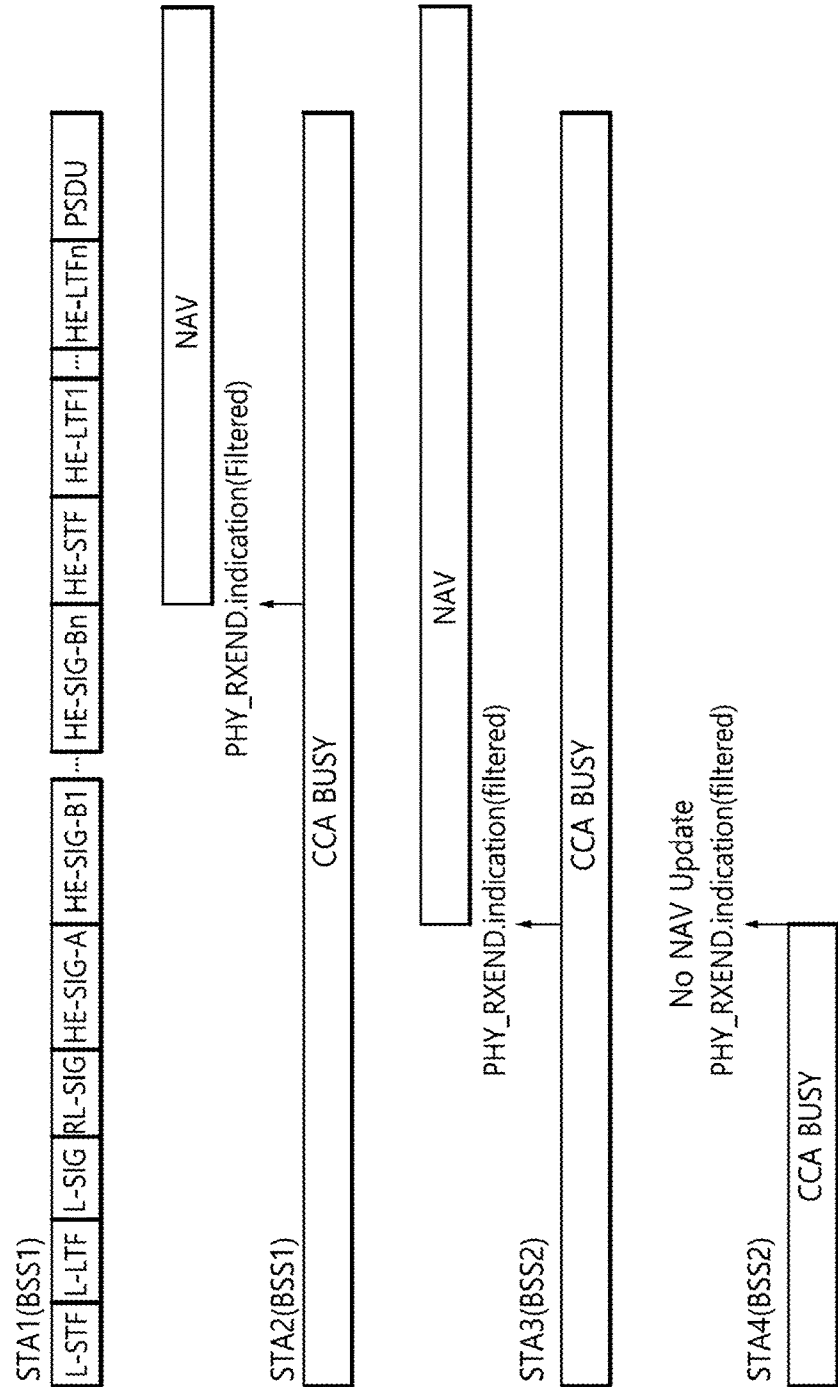 STA1(BSS1)
L-STF L-LTF L-SIG RL-SIG HE-SIG-A HE-SIG-B1 ... HE-SIG-Bn HE-STF HE-LTF1 ... HE-LTFn PSDU
NAV
PHY_RXEND.indication(Filtered)
STA2(BSS1)
CCA BUSY
NAV
PHY_RXEND.indication(filtered)
STA3(BSS2)
CCA BUSY
No NAV Update
PHY_RXEND.indication(filtered)
STA4(BSS2)
CCA BUSY